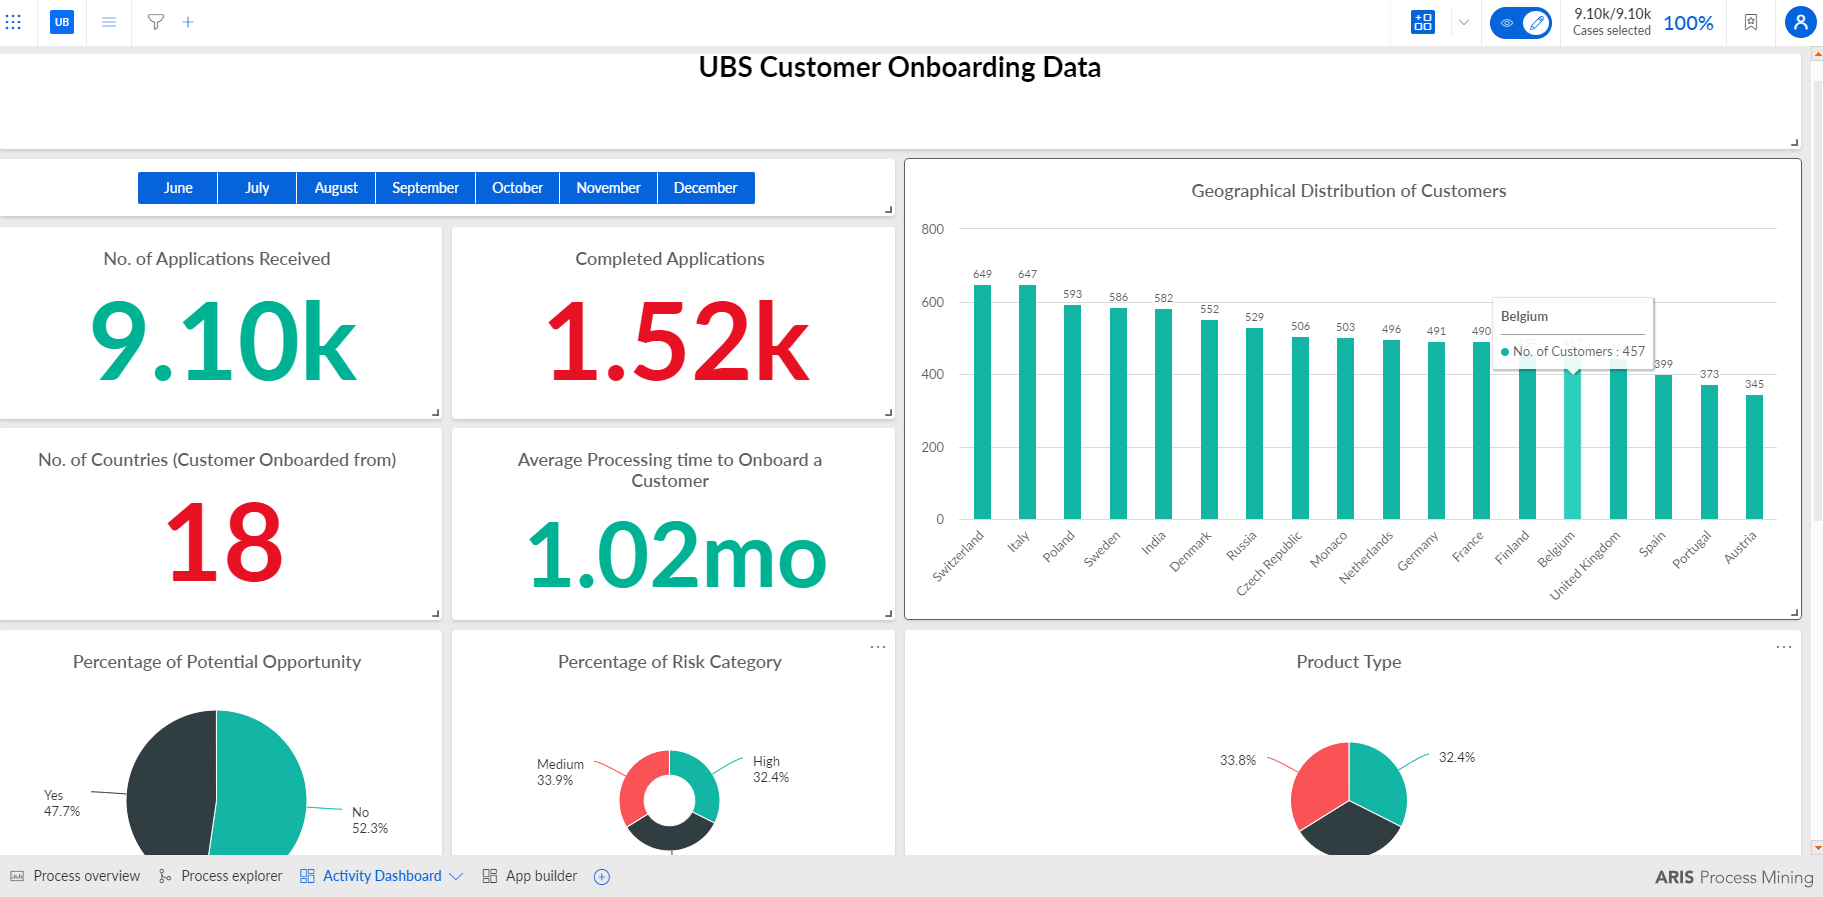 UB
9.10k/9.10k
Cases selected
100%
UBS Customer Onboarding Data
June July August September October November December
No. of Applications Received
9.10k
Completed Applications
1.52k
No. of Countries (Customer Onboarded from)
18
Average Processing time to Onboard a
Customer
1.02mo
Geographical Distribution of Customers
800
600
400
200
0
649 647 593 586 582 552 529 506 503 496 491 490 399 373 345
Belgium
No. of Customers : 457
Switzerland Italy Poland Sweden India Denmark Russia Czech Republic Monaco Netherlands Germany France Finland Belgium United Kingdom Spain Portugal Austria
Percentage of Potential Opportunity
Yes
47.7%
No
52.3%
Percentage of Risk Category
Medium
33.9%
High
32.4%
Product Type
33.8%
32.4%
Process overview Process explorer Activity Dashboard App builder
ARIS Process Mining